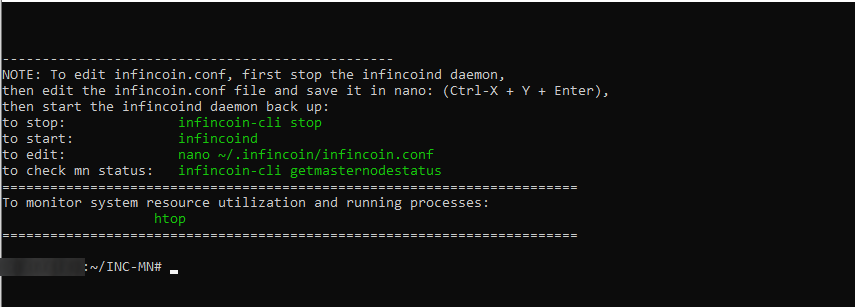 -------------------------------------------------
NOTE: To edit infincoin.conf, first stop the infincoind daemon,
then edit the infincoin.conf file and save it in nano: (Ctrl-X + Y + Enter),
then start the infincoind daemon back up:
to stop: infincoin-cli stop
to start: infincoind
to edit: nano ~/.infincoin/infincoin.conf
to check mn status: infincoin-cli getmasternodestatus
========================================================================
To monitor system resource utilization and running processes:
htop
========================================================================
:~/INC-MN#